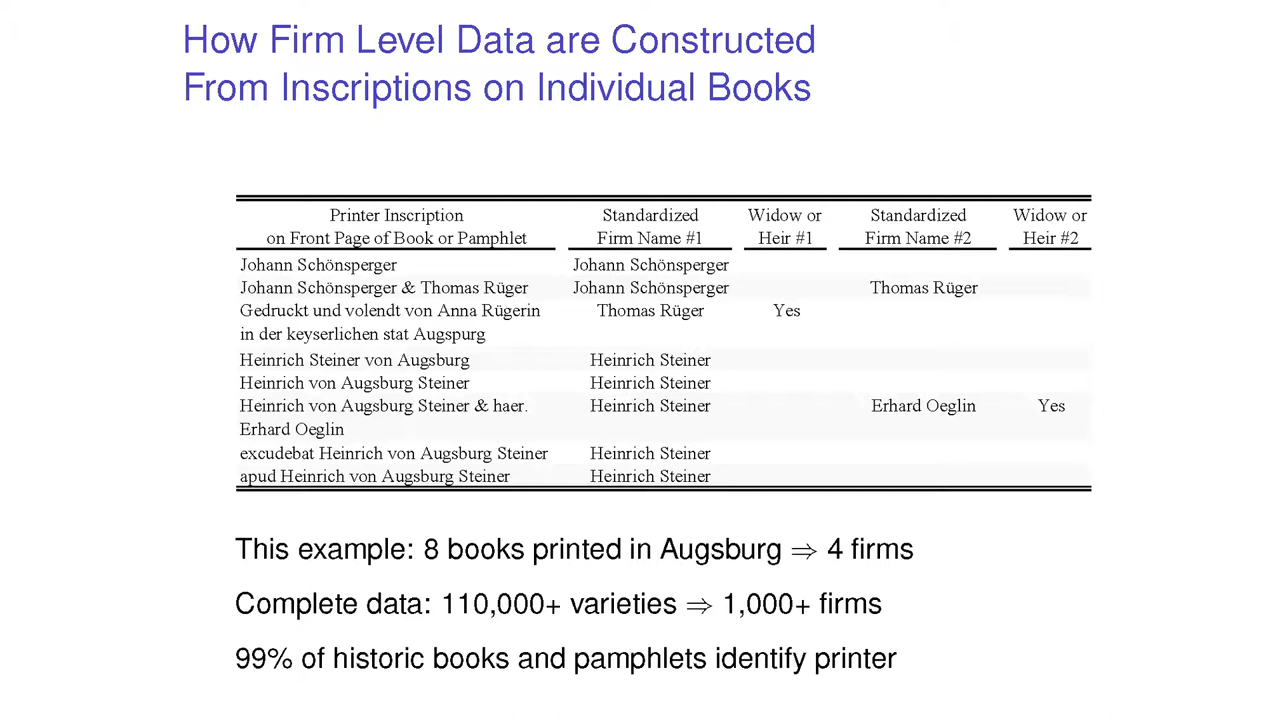 How Firm Level Data are Constructed
From Inscriptions on Individual Books
Printer Inscription Standardized Widow or Standardized Widow or
on Front Page of Book or Pamphlet Firm Name #1 Heir #1 Firm Name #2 Heir #2
Johann Schönsperger Johann Schönsperger
Johann Schönsperger & Thomas Rüger Johann Schönsperger Thomas Rüger
Gedruckt und volendt von Anna Rügerin Thomas Rüger Yes
in der keyserlichen stat Augspurg
Heinrich Steiner von Augsburg Heinrich Steiner
Heinrich von Augsburg Steiner Heinrich Steiner
Heinrich von Augsburg Steiner & haer. Heinrich Steiner Erhard Oeglin Yes
Erhard Oeglin
excudebat Heinrich von Augsburg Steiner Heinrich Steiner
apud Heinrich von Augsburg Steiner Heinrich Steiner
This example: 8 books printed in Augsburg ⇒ 4 firms
Complete data: 110,000+ varieties ⇒ 1,000+ firms
99% of historic books and pamphlets identify printer